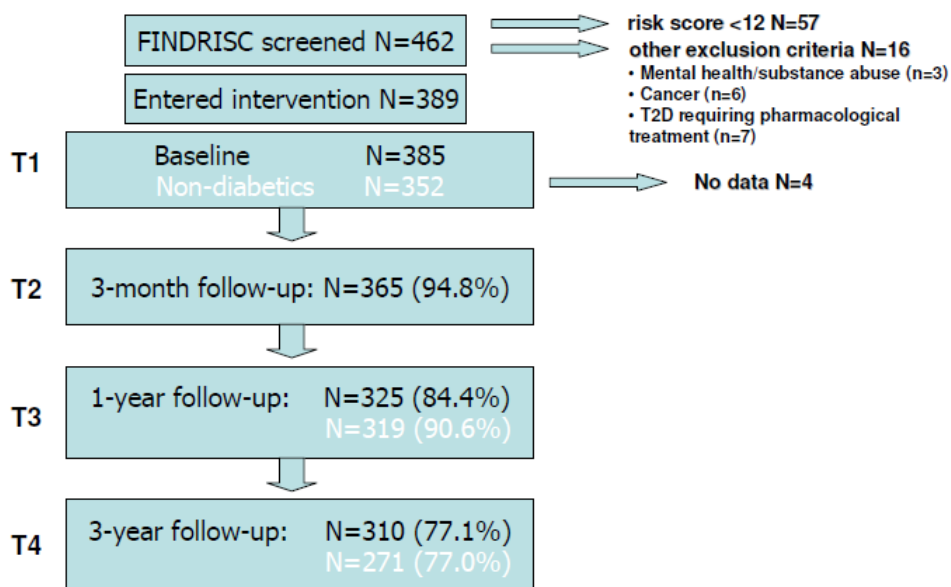 FINDRISC screened N=462
risk score <12 N=57
other exclusion criteria N=16
• Mental health/substance abuse (n=3)
• Cancer (n=6)
• T2D requiring pharmacological
treatment (n=7)
Entered intervention N=389
T1
Baseline N=385
Non-diabetics N=352
No data N=4
T2
3-month follow-up: N=365 (94.8%)
T3
1-year follow-up: N=325 (84.4%)
N=319 (90.6%)
T4
3-year follow-up: N=310 (77.1%)
N=271 (77.0%)